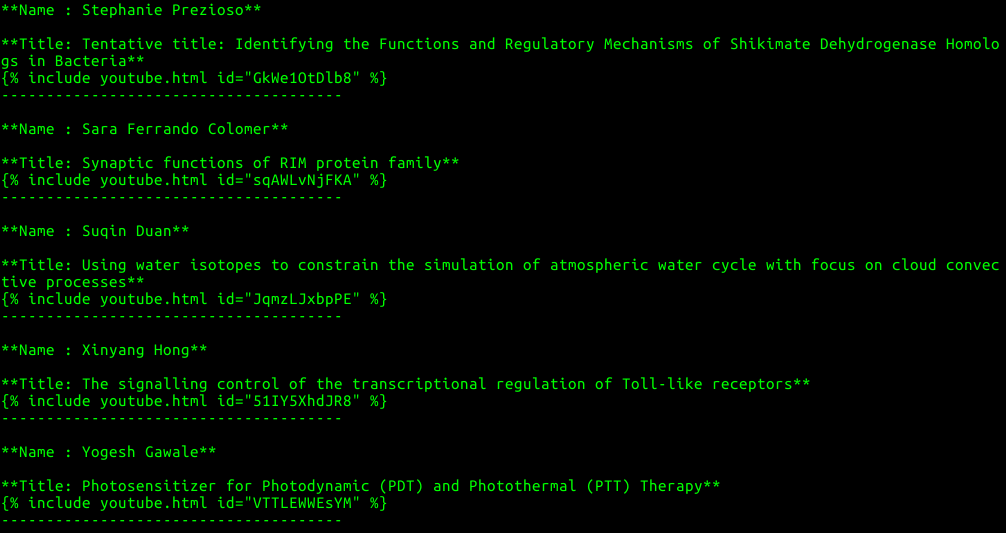 **Name : Stephanie Prezioso**
**Title: Tentative title: Identifying the Functions and Regulatory Mechanisms of Shikimate Dehydrogenase Homolo
gs in Bacteria**
{% include youtube.html id="GkWe1OtDlb8" %}
--------------------------------------
**Name : Sara Ferrando Colomer**
**Title: Synaptic functions of RIM protein family**
{% include youtube.html id="sqAWLvNjFKA" %}
--------------------------------------
**Name : Suqin Duan**
**Title: Using water isotopes to constrain the simulation of atmospheric water cycle with focus on cloud convec
tive processes**
{% include youtube.html id="JqmzLJxbpPE" %}
--------------------------------------
**Name : Xinyang Hong**
**Title: The signalling control of the transcriptional regulation of Toll-like receptors**
{% include youtube.html id="51IY5XhdJR8" %}
--------------------------------------
**Name : Yogesh Gawale**
**Title: Photosensitizer for Photodynamic (PDT) and Photothermal (PTT) Therapy**
{% include youtube.html id="VTTLEWWEsYM" %}
--------------------------------------